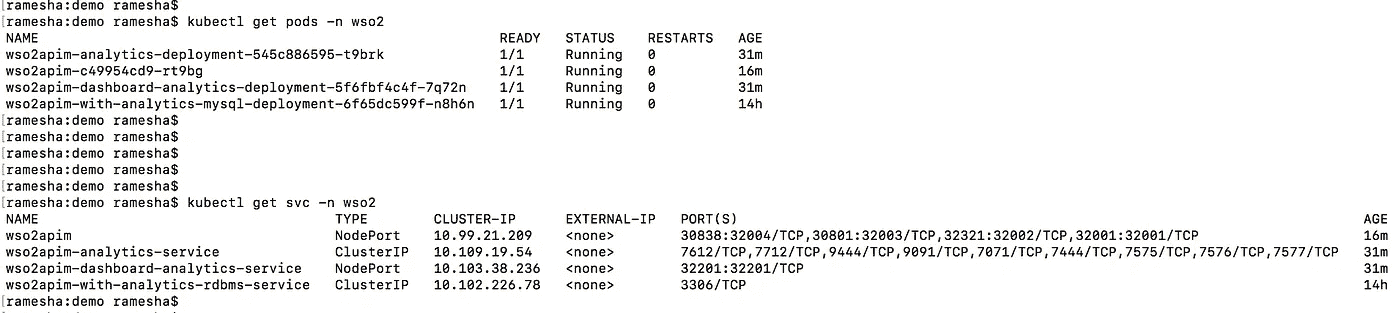 [ramesha:demo ramesha$
[ramesha:demo ramesha$ kubectl get pods -n wso2
NAME READY STATUS RESTARTS AGE
wso2apim-analytics-deployment-545c886595-t9brk 1/1 Running 0 31m
wso2apim-c49954cd9-rt9bg 1/1 Running 0 16m
wso2apim-dashboard-analytics-deployment-5f6fbf4c4f-7q72n 1/1 Running 0 31m
wso2apim-with-analytics-mysql-deployment-6f65dc599f-n8h6n 1/1 Running 0 14h
[ramesha:demo ramesha$
[ramesha:demo ramesha$
[ramesha:demo ramesha$
[ramesha:demo ramesha$
[ramesha:demo ramesha$
[ramesha:demo ramesha$ kubectl get svc -n wso2
NAME TYPE CLUSTER-IP EXTERNAL-IP PORT(S) AGE
wso2apim NodePort 10.99.21.209 <none> 30838:32004/TCP,30801:32003/TCP,32321:32002/TCP,32001:32001/TCP 16m
wso2apim-analytics-service ClusterIP 10.109.19.54 <none> 7612/TCP,7712/TCP,9444/TCP,9091/TCP,7071/TCP,7444/TCP,7575/TCP,7576/TCP,7577/TCP 31m
wso2apim-dashboard-analytics-service NodePort 10.103.38.236 <none> 32201:32201/TCP 31m
wso2apim-with-analytics-rdbms-service ClusterIP 10.102.226.78 <none> 3306/TCP 14h
[ramesha:demo ramesha$